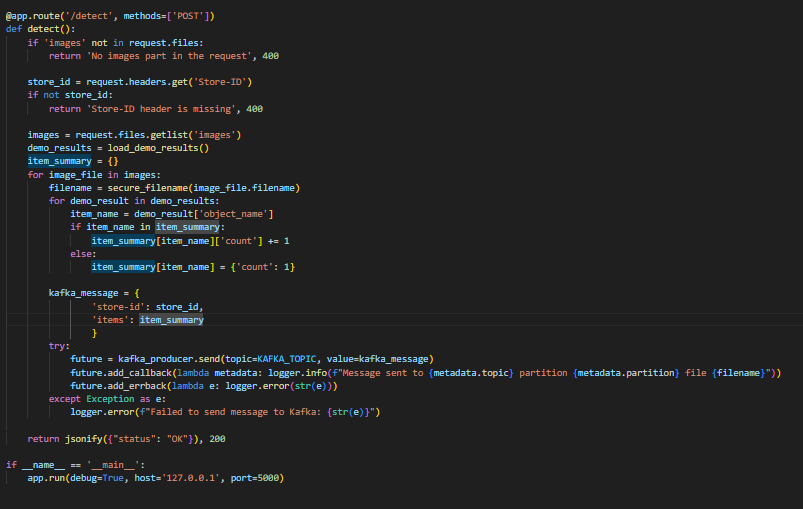 @app.route('/detect', methods=['POST'])
def detect():
    if 'images' not in request.files:
        return 'No images part in the request', 400

    store_id = request.headers.get('Store-ID')
    if not store_id:
        return 'Store-ID header is missing', 400

    images = request.files.getlist('images')
    demo_results = load_demo_results()
    item_summary = {}
    for image_file in images:
        filename = secure_filename(image_file.filename)
        for demo_result in demo_results:
            item_name = demo_result['object_name']
            if item_name in item_summary:
                item_summary[item_name]['count'] += 1
            else:
                item_summary[item_name] = {'count': 1}

        kafka_message = {
                'store-id': store_id,
                'items': item_summary
                }
        try:
            future = kafka_producer.send(topic=KAFKA_TOPIC, value=kafka_message)
            future.add_callback(lambda metadata: logger.info(f"Message sent to {metadata.topic} partition {metadata.partition} file {filename}"))
            future.add_errback(lambda e: logger.error(str(e)))
        except Exception as e:
            logger.error(f"Failed to send message to Kafka: {str(e)}")

    return jsonify({"status": "OK"}), 200

if __name__ == '__main__':
    app.run(debug=True, host='127.0.0.1', port=5000)